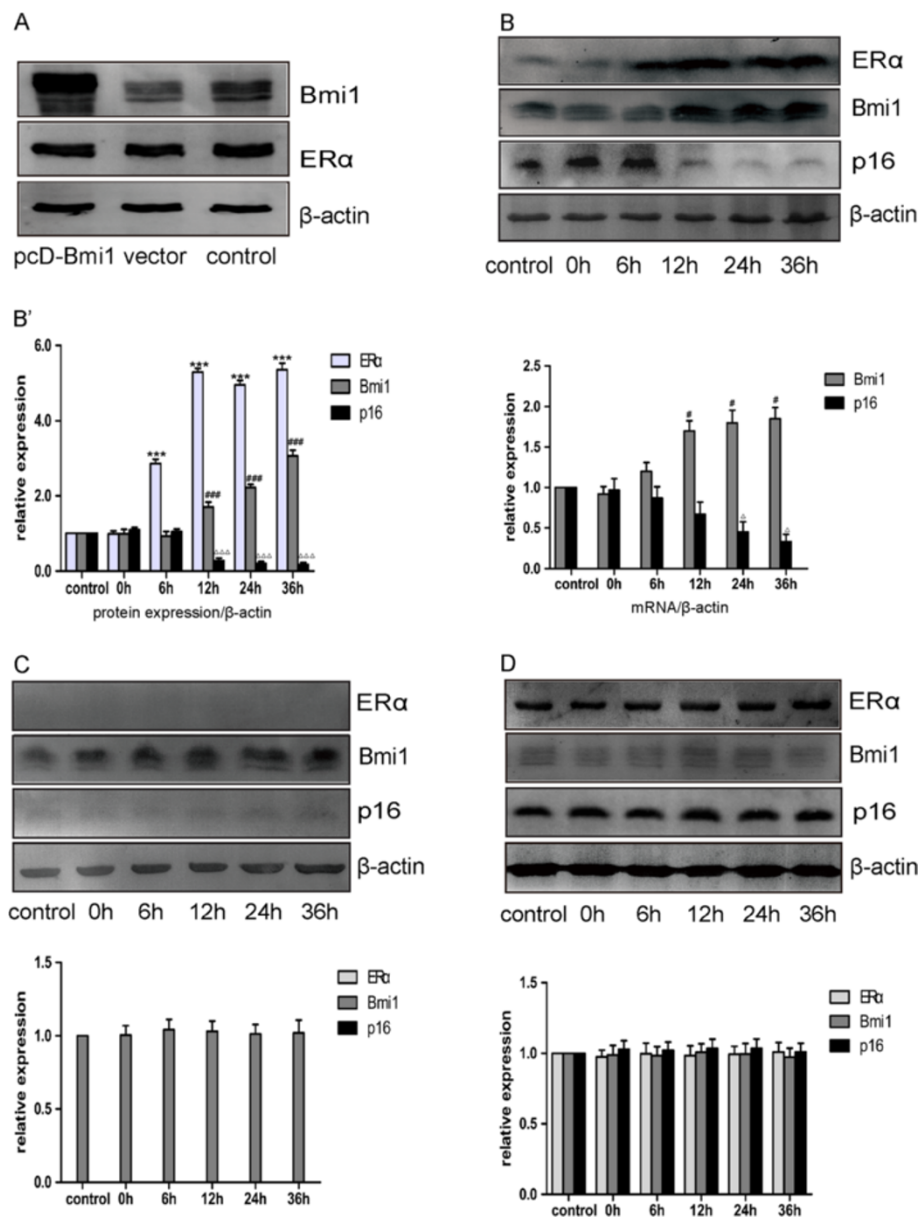 A
Bmi1
ERα
β-actin
pcD-Bmi1 vector control
B
ERα
Bmi1
p16
β-actin
control 0h 6h 12h 24h 36h
B'
relative expression
6.0
4.0
2.0
0.0
***
***
***
***
###
###
###
△△△
△△△
△△△
ERα
Bmi1
p16
control 0h 6h 12h 24h 36h
protein expression/β-actin
relative expression
2.5
2.0
1.5
1.0
0.5
0.0
#
#
#
△
△
Bmi1
p16
control 0h 6h 12h 24h 36h
mRNA/β-actin
C
ERα
Bmi1
p16
β-actin
control 0h 6h 12h 24h 36h
relative expression
1.5
1.0
0.5
0.0
ERα
Bmi1
p16
control 0h 6h 12h 24h 36h
D
ERα
Bmi1
p16
β-actin
control 0h 6h 12h 24h 36h
relative expression
1.5
1.0
0.5
0.0
ERα
Bmi1
p16
control 0h 6h 12h 24h 36h